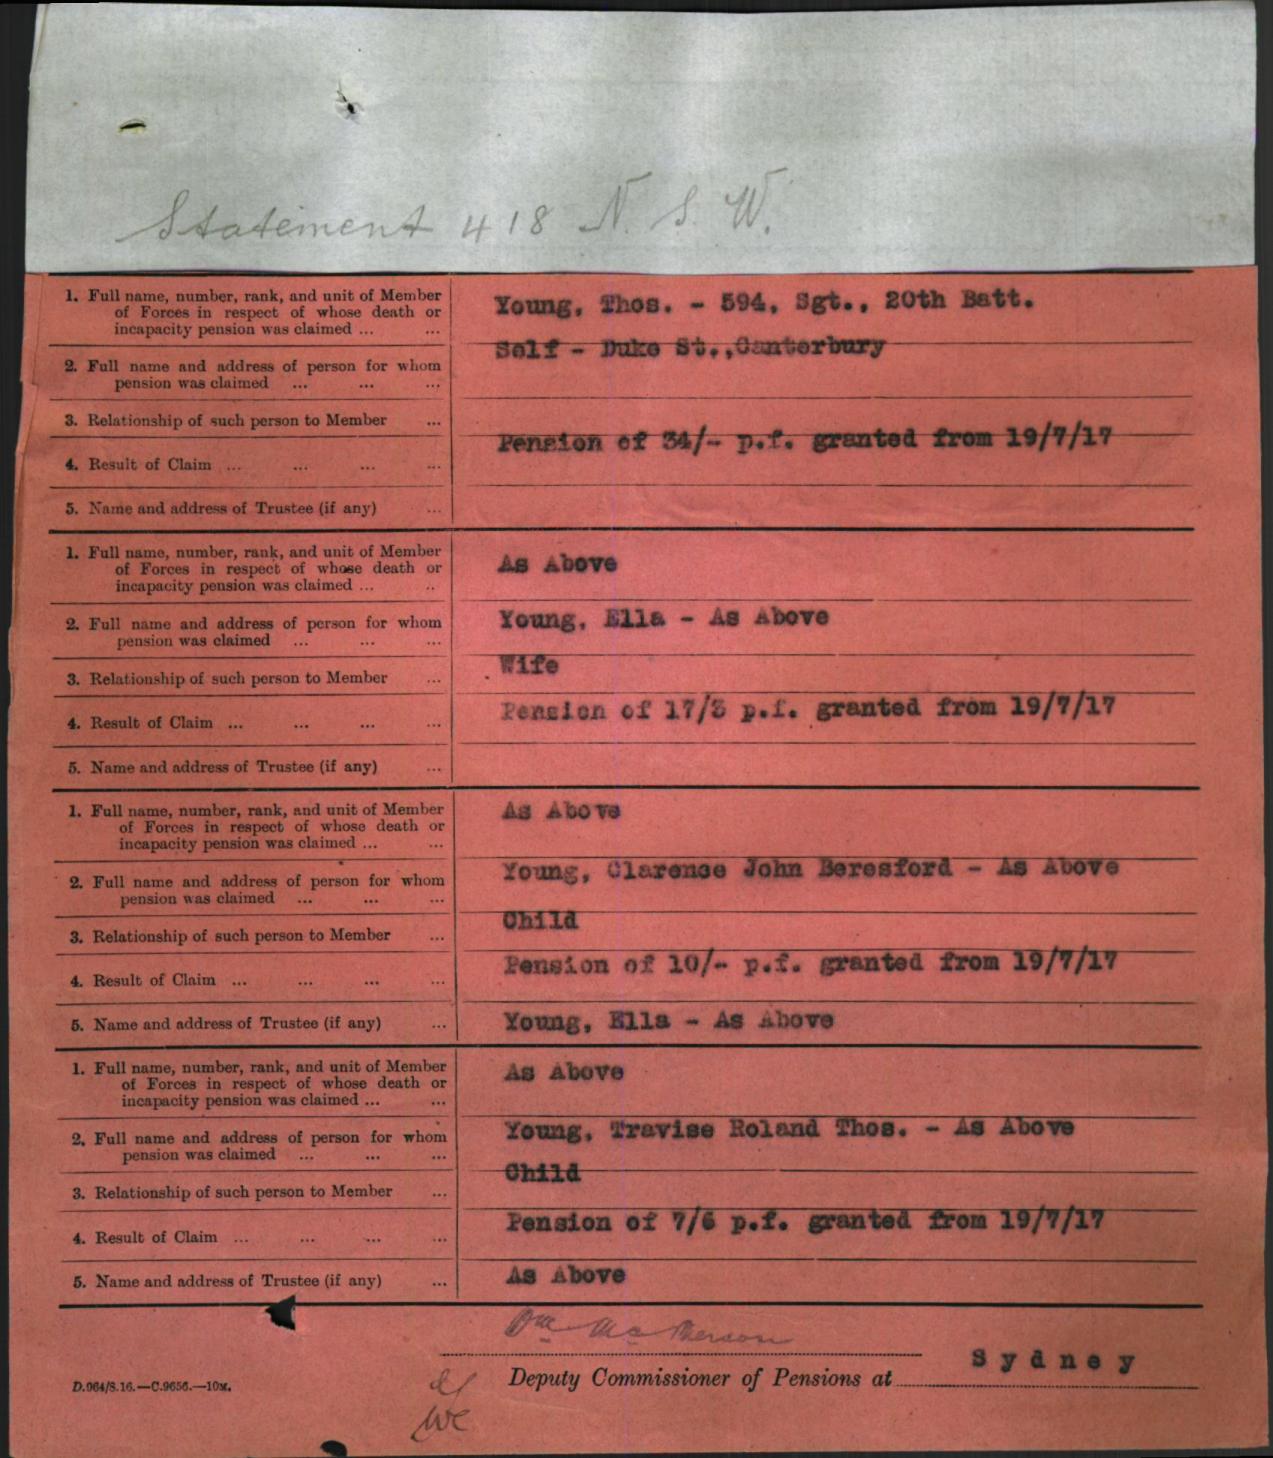 Statement 418 N. S. W.
1. Full name, number, rank, and unit of Member
of Forces in respect of whose death or
incapacity pension was claimed ... ...
Young, Thos. - 594, Sgt., 20th Batt.
Self - Duke St.,Canterbury
2. Full name and address of person for whom
pension was claimed ... ... ...
3. Relationship of such person to Member ...
Pension of 34/- p.f. granted from 19/7/17
4. Result of Claim ... ... ... ...
5. Name and address of Trustee (if any) ...
1. Full name, number, rank, and unit of Member
of Forces in respect of whose death or
incapacity pension was claimed ... ..
As Above
2. Full name and address of person for whom
pension was claimed ... ... ...
Young, Ella - As Above
Wife
3. Relationship of such person to Member ...
Pension of 17/3 p.f. granted from 19/7/17
4. Result of Claim ... ... ... ...
5. Name and address of Trustee (if any) ...
1. Full name, number, rank, and unit of Member
of Forces in respect of whose death or
incapacity pension was claimed ... ...
As Above
Young, Clarence John Beresford - As Above
2. Full name and address of person for whom
pension was claimed ... ... ...
Child
3. Relationship of such person to Member ...
Pension of 10/- p.f. granted from 19/7/17
4. Result of Claim ... ... ... ...
5. Name and address of Trustee (if any) ...
Young, Ella - As Above
1. Full name, number, rank, and unit of Member
of Forces in respect of whose death or
incapacity pension was claimed ... ...
As Above
Young, Travise Roland Thos. - As Above
2. Full name and address of person for whom
pension was claimed ... ... ...
Child
3. Relationship of such person to Member ...
Pension of 7/6 p.f. granted from 19/7/17
4. Result of Claim ... ... ... ...
5. Name and address of Trustee (if any) ...
As Above
McPherson
Sydney
Deputy Commissioner of Pensions at
D.964/8.16.—C.9656.—10M.